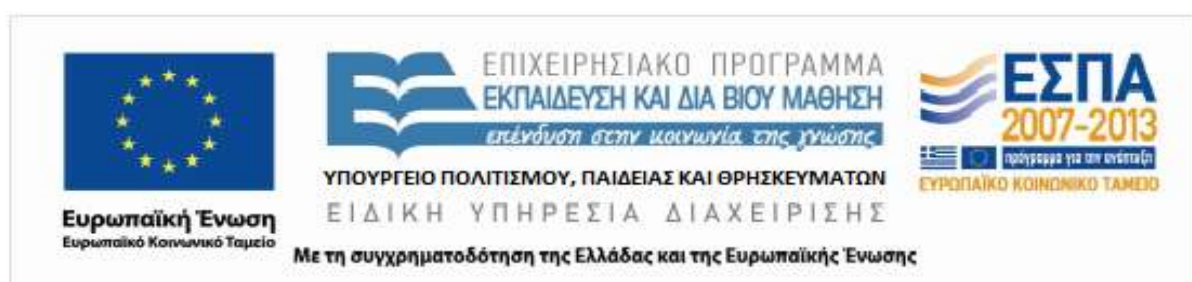 Ευρωπαϊκή Ένωση
Ευρωπαϊκό Κοινωνικό Ταμείο
ΕΠΙΧΕΙΡΗΣΙΑΚΟ ΠΡΟΓΡΑΜΜΑ
ΕΚΠΑΙΔΕΥΣΗ ΚΑΙ ΔΙΑ ΒΙΟΥ ΜΑΘΗΣΗ
επένδυση στην κοινωνία της γνώσης
ΥΠΟΥΡΓΕΙΟ ΠΟΛΙΤΙΣΜΟΥ, ΠΑΙΔΕΙΑΣ ΚΑΙ ΘΡΗΣΚΕΥΜΑΤΩΝ
ΕΙΔΙΚΗ ΥΠΗΡΕΣΙΑ ΔΙΑΧΕΙΡΙΣΗΣ
Με τη συγχρηματοδότηση της Ελλάδας και της Ευρωπαϊκής Ένωσης
ΕΣΠΑ
2007-2013
πρόγραμμα για την ανάπτυξη
ΕΥΡΩΠΑΪΚΟ ΚΟΙΝΩΝΙΚΟ ΤΑΜΕΙΟ